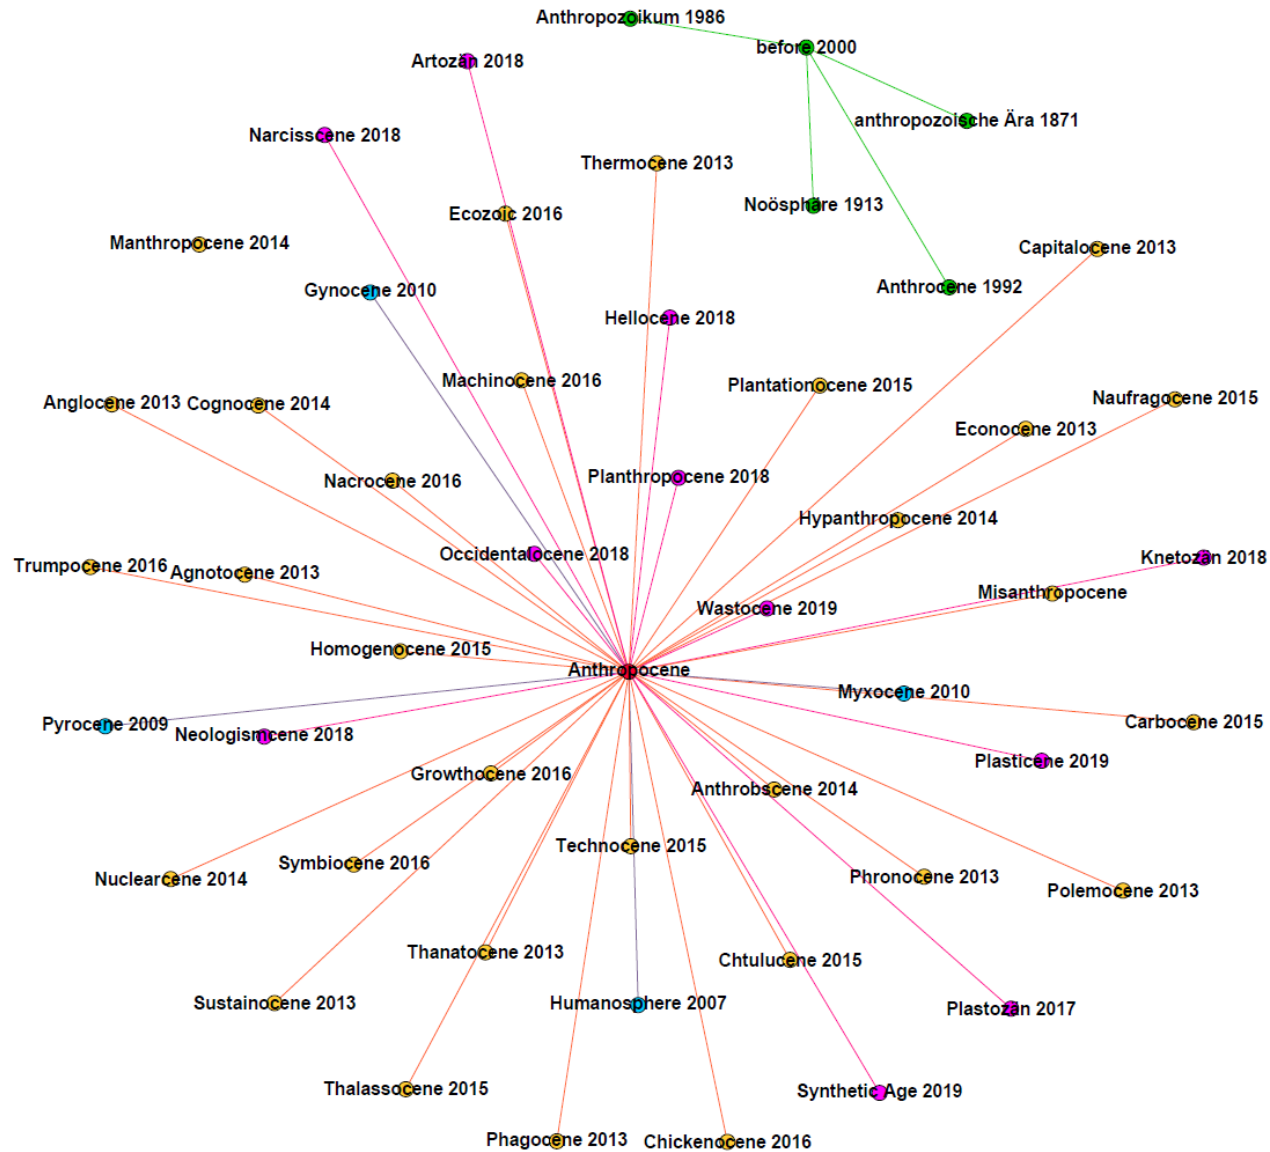 Anthropozoikum 1986
before 2000
Artozän 2018
anthropozoische Ära 1871
Narcisscene 2018
Thermocene 2013
Noösphäre 1913
Ecozoic 2016
Manthropocene 2014
Capitalocene 2013
Anthrocene 1992
Gynocene 2010
Hellocene 2018
Machinocene 2016
Plantationocene 2015
Naufragocene 2015
Anglocene 2013
Cognocene 2014
Econocene 2013
Nacrocene 2016
Planthropocene 2018
Hypanthropocene 2014
Occidentalocene 2018
Knetozän 2018
Trumpocene 2016
Agnotocene 2013
Misanthropocene
Wastocene 2019
Homogenocene 2015
Anthropocene
Myxocene 2010
Pyrocene 2009
Neologismcene 2018
Carbocene 2015
Plasticene 2019
Growthocene 2016
Anthrobscene 2014
Technocene 2015
Symbiocene 2016
Nuclearcene 2014
Phronocene 2013
Polemocene 2013
Thanatocene 2013
Chtulucene 2015
Sustainocene 2013
Humanosphere 2007
Plastozän 2017
Thalassocene 2015
Synthetic Age 2019
Phagocene 2013
Chickenocene 2016